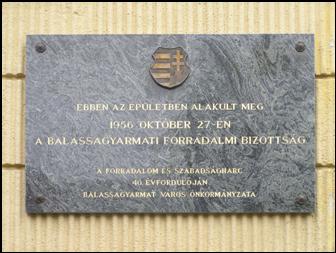 EBBEN AZ ÉPÜLETBEN ALAKULT MEG
1956 OKTÓBER 27-ÉN
A BALASSAGYARMATI FORRADALMI BIZOTTSÁG
A FORRADALOM ÉS SZABADSÁGHARC
40. ÉVFORDULÓJÁN
BALASSAGYARMAT VÁROS ÖNKORMÁNYZATA